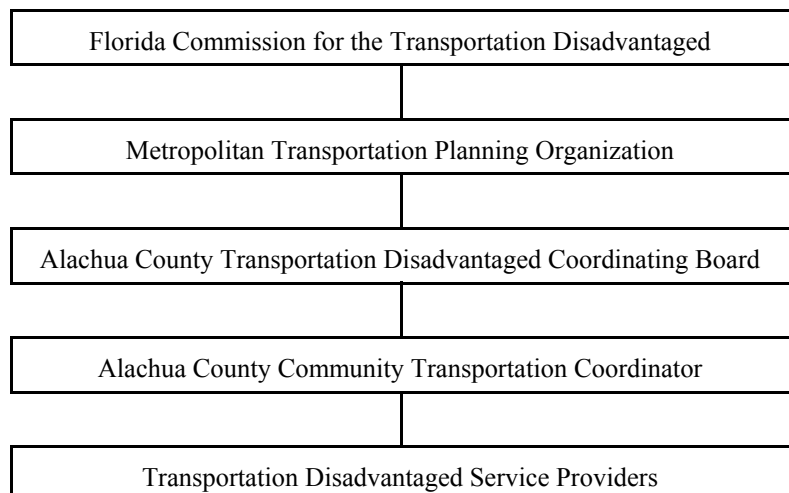 Florida Commission for the Transportation Disadvantaged
Metropolitan Transportation Planning Organization
Alachua County Transportation Disadvantaged Coordinating Board
Alachua County Community Transportation Coordinator
Transportation Disadvantaged Service Providers